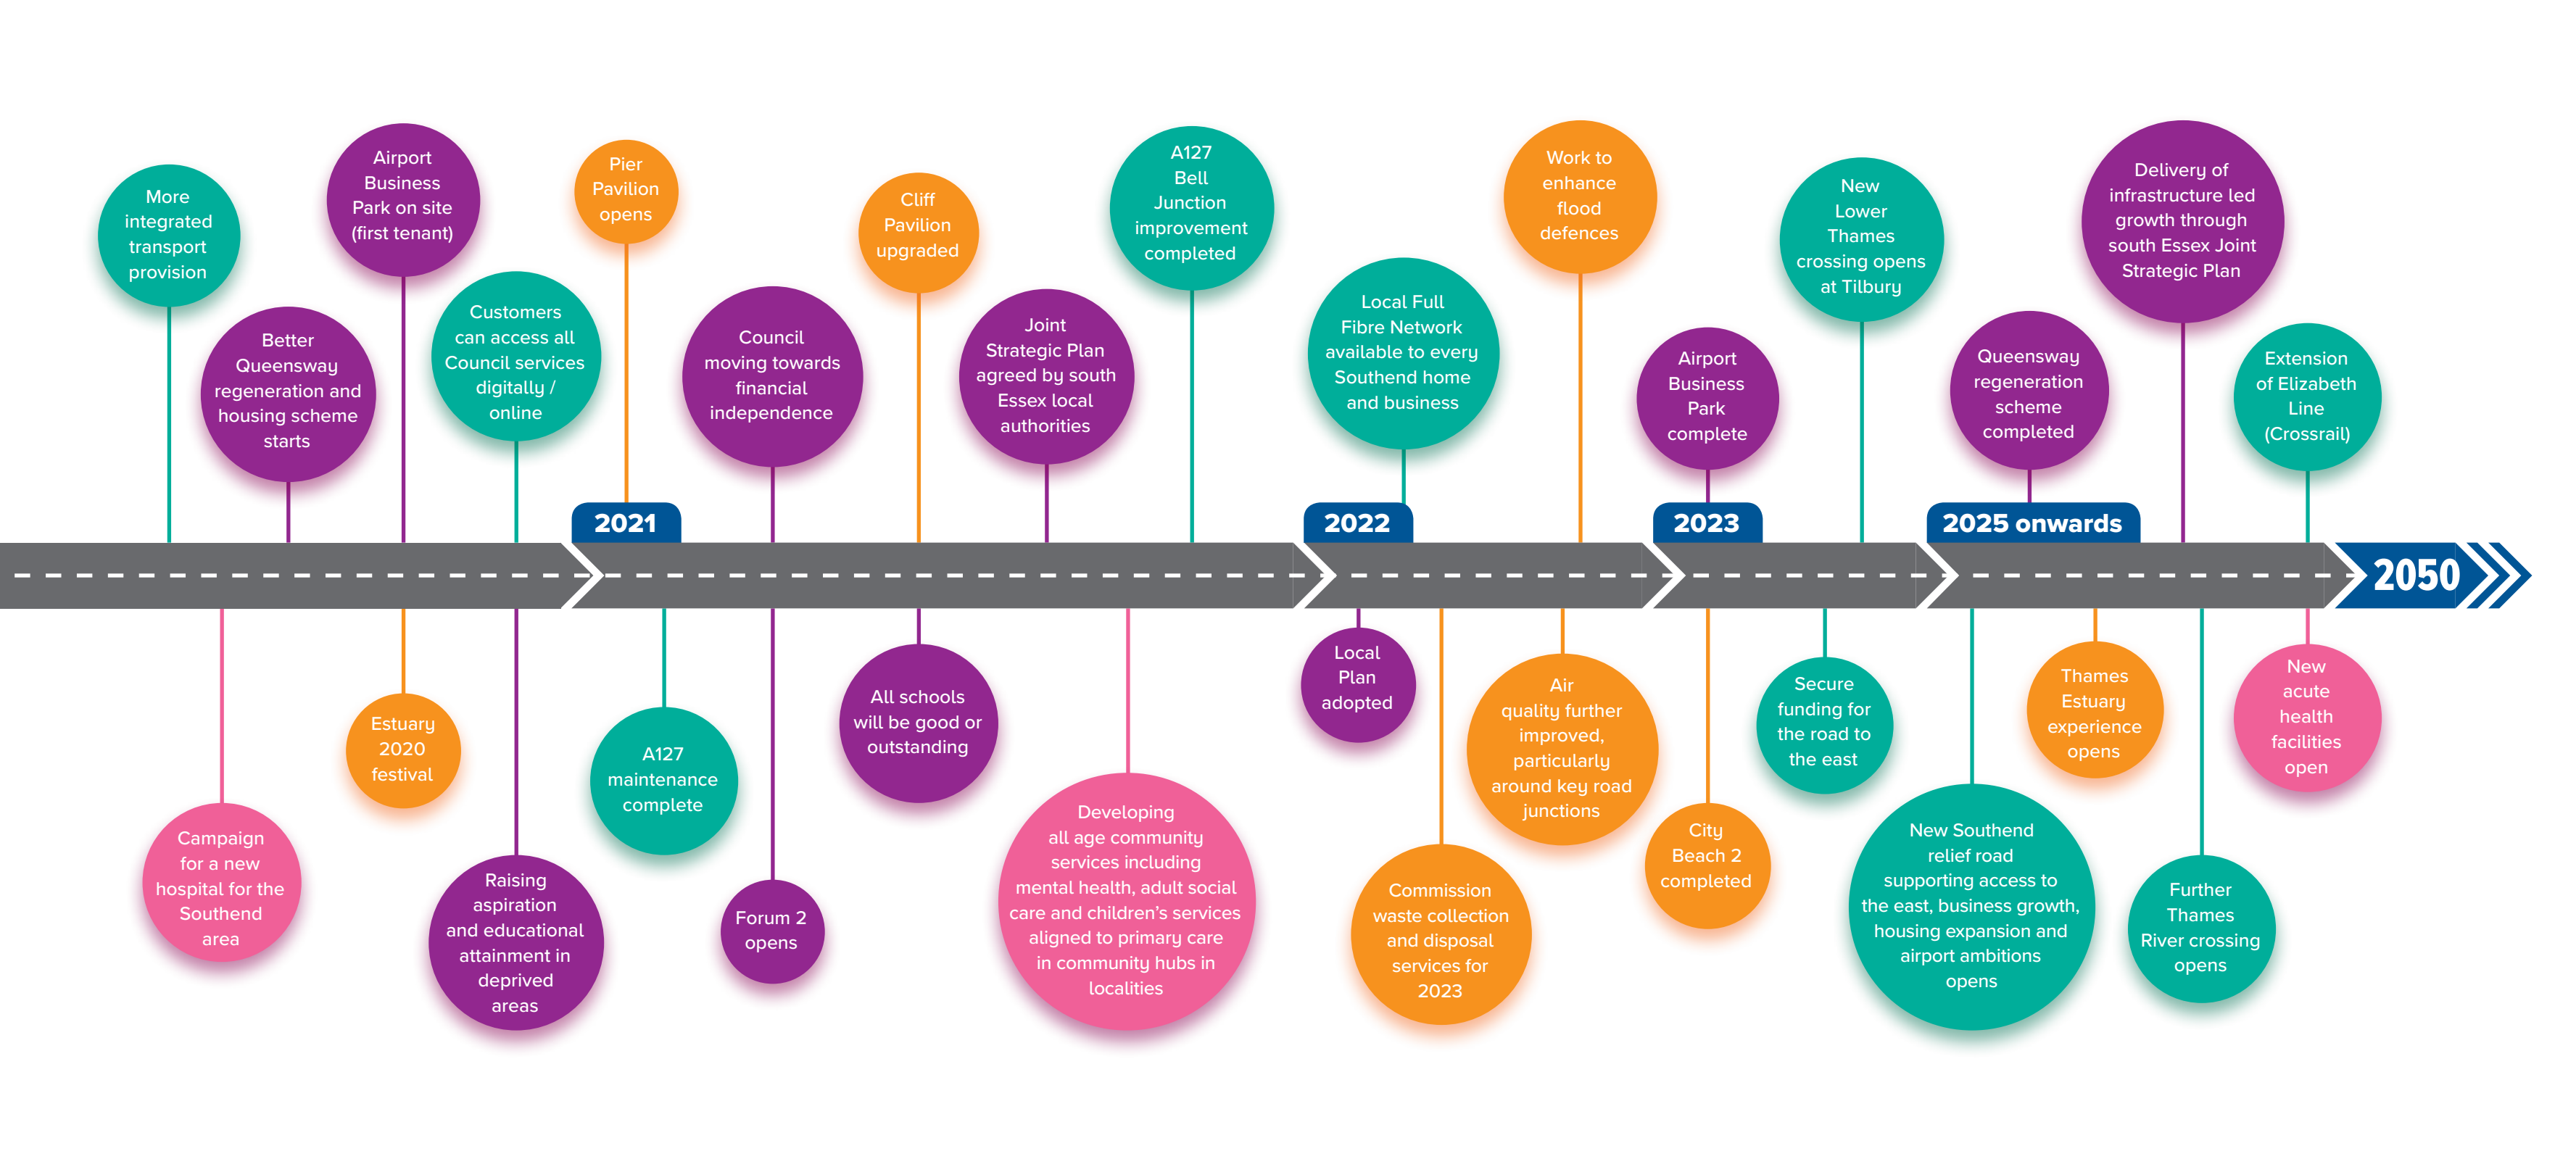 More
integrated
transport
provision
Better
Queensway
regeneration and
housing scheme
starts
Airport
Business
Park on site
(first tenant)
Customers
can access all
Council services
digitally /
online
Pier
Pavilion
opens
Council
moving towards
financial
independence
Cliff
Pavilion
upgraded
Joint
Strategic Plan
agreed by south
Essex local
authorities
A127
Bell
Junction
improvement
completed
Local Full
Fibre Network
available to every
Southend home
and business
Work to
enhance
flood
defences
Airport
Business
Park
complete
New
Lower
Thames
crossing opens
at Tilbury
Queensway
regeneration
scheme
completed
Delivery of
infrastructure led
growth through
south Essex Joint
Strategic Plan
Extension
of Elizabeth
Line
(Crossrail)
2021
2022
2023
2025 onwards
2050
Campaign
for a new
hospital for the
Southend
area
Estuary
2020
festival
Raising
aspiration
and educational
attainment in
deprived
areas
A127
maintenance
complete
Forum 2
opens
All schools
will be good or
outstanding
Developing
all age community
services including
mental health, adult social
care and children’s services
aligned to primary care
in community hubs in
localities
Local
Plan
adopted
Commission
waste collection
and disposal
services for
2023
Air
quality further
improved,
particularly
around key road
junctions
City
Beach 2
completed
Secure
funding for
the road to
the east
New Southend
relief road
supporting access to
the east, business growth,
housing expansion and
airport ambitions
opens
Thames
Estuary
experience
opens
Further
Thames
River crossing
opens
New
acute
health
facilities
open